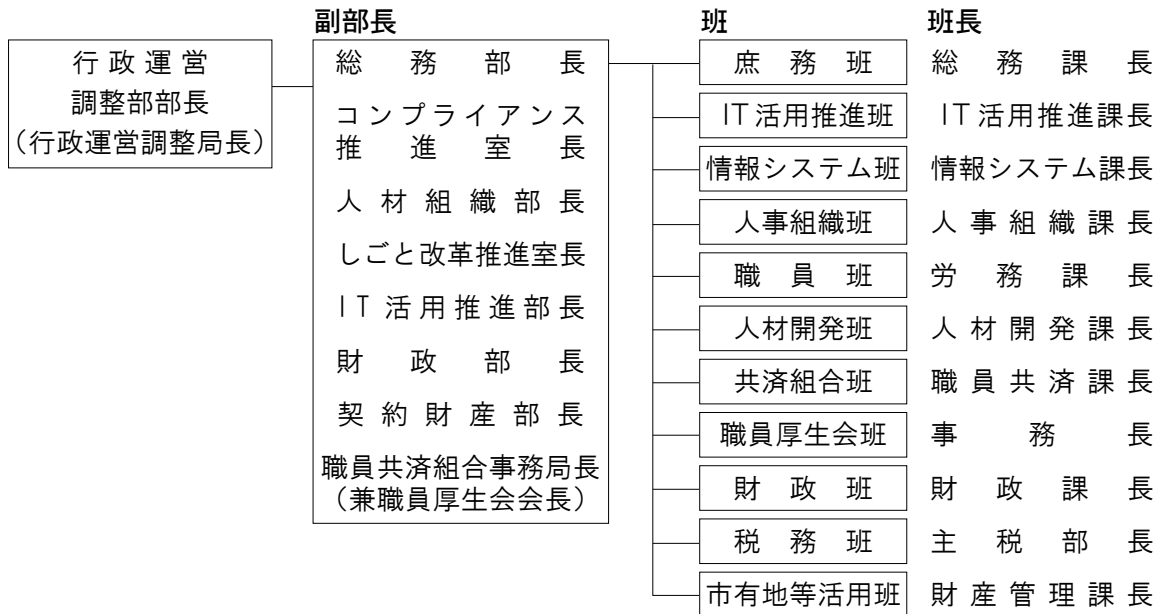 副部長
班
班長
行政運営
調整部部長
(行政運営調整局長)
総務部長
コンプライアンス
推進室長
人材組織部長
しごと改革推進室長
IT活用推進部長
財政部長
契約財産部長
職員共済組合事務局長
(兼職員厚生会会長)
庶務班 総務課長
IT活用推進班 IT活用推進課長
情報システム班 情報システム課長
人事組織班 人事組織課長
職員班 労務課長
人材開発班 人材開発課長
共済組合班 職員共済課長
職員厚生会班 事務長
財政班 財政課長
税務班 主税部長
市有地等活用班 財産管理課長